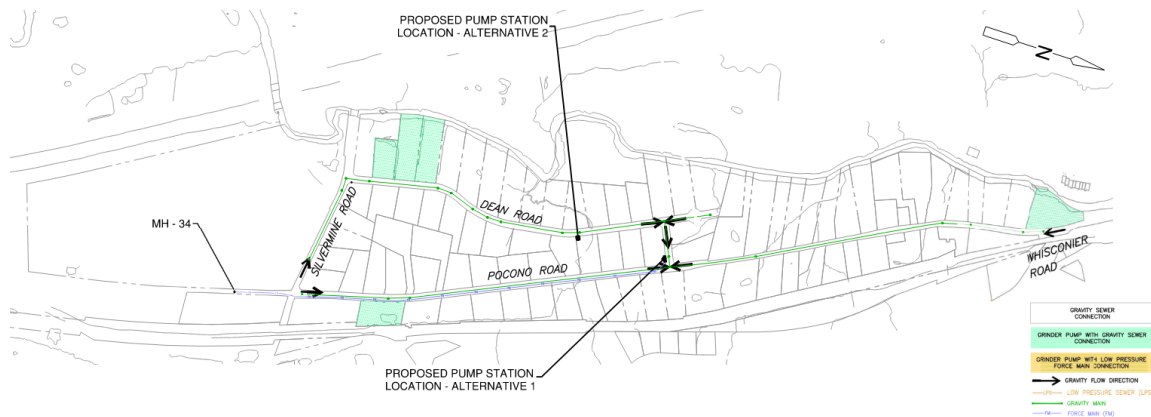 PROPOSED PUMP STATION
LOCATION - ALTERNATIVE 2
N
MH - 34
SILVERMINE ROAD
DEAN ROAD
POCONO ROAD
WHISCONIER
ROAD
PROPOSED PUMP STATION
LOCATION - ALTERNATIVE 1
GRAVITY SEWER
CONNECTION
GRINDER PUMP WITH GRAVITY SEWER
CONNECTION
GRINDER PUMP WITH LOW PRESSURE
FORCE MAIN CONNECTION
GRAVITY FLOW DIRECTION
LPS LOW PRESSURE SEWER (LPS)
GRAVITY MAIN
FM FORCE MAIN (FM)